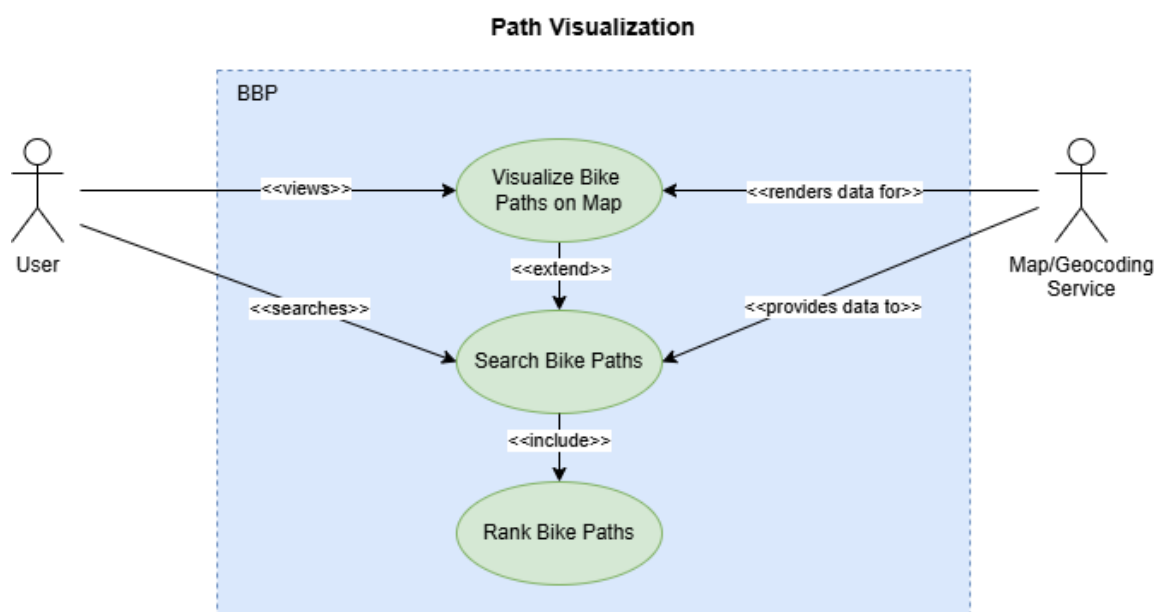 Path Visualization
BBP
Visualize Bike
Paths on Map
<<views>>
<<renders data for>>
User
Map/Geocoding
Service
<<extend>>
<<searches>>
<<provides data to>>
Search Bike Paths
<<include>>
Rank Bike Paths